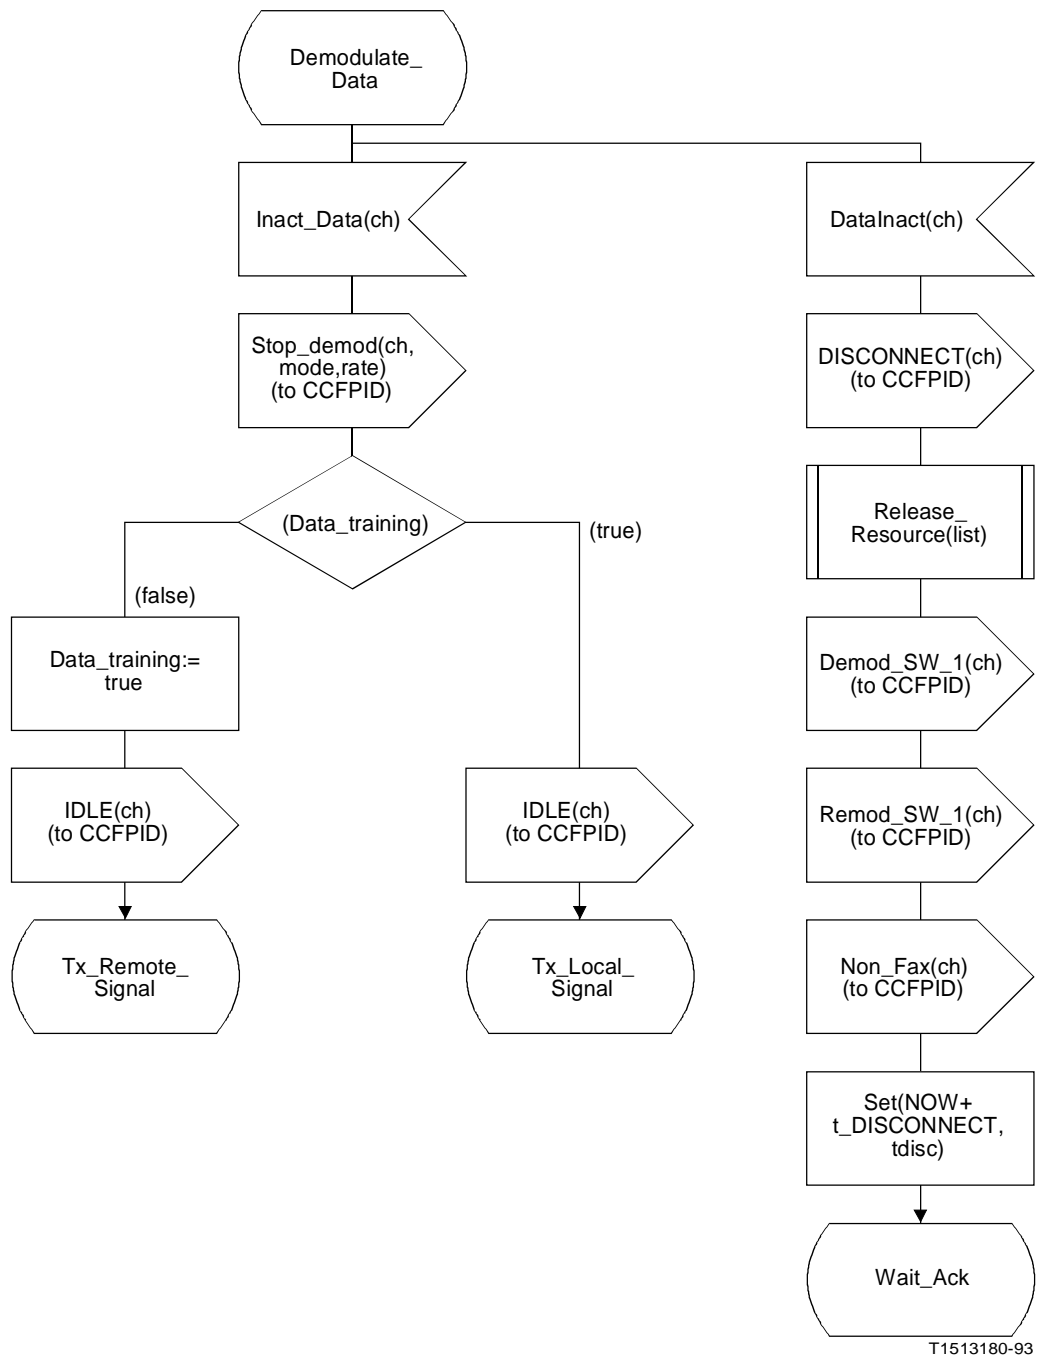 Demodulate_
Data
Inact_Data(ch)
DataInact(ch)
Stop_demod(ch,
mode,rate)
(to CCFPID)
DISCONNECT(ch)
(to CCFPID)
(Data_training)
(true)
(false)
Release_
Resource(list)
Data_training:=
true
Demod_SW_1(ch)
(to CCFPID)
IDLE(ch)
(to CCFPID)
IDLE(ch)
(to CCFPID)
Remod_SW_1(ch)
(to CCFPID)
Tx_Remote_
Signal
Tx_Local_
Signal
Non_Fax(ch)
(to CCFPID)
Set(NOW+
t_DISCONNECT,
tdisc)
Wait_Ack
T1513180-93